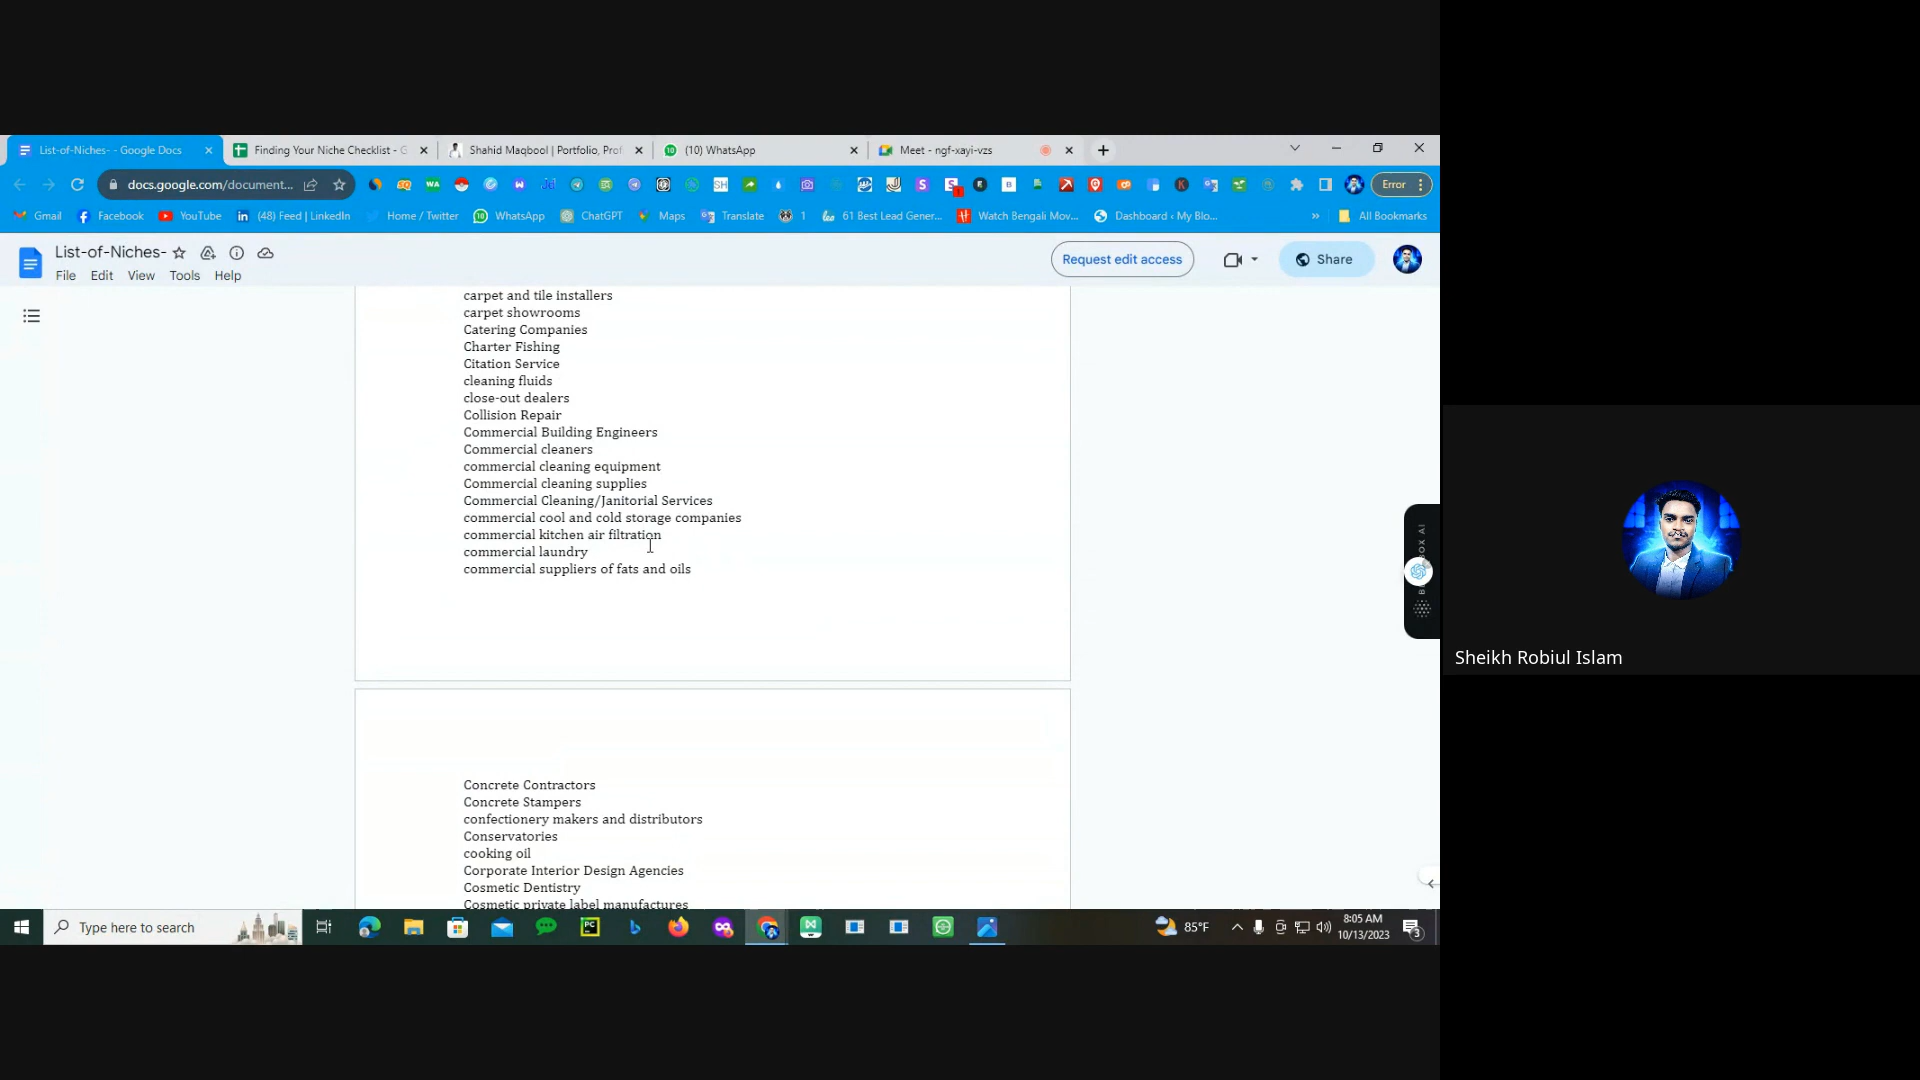 List-of-Niches- - Google Docs
Finding Your Niche Checklist - G
Shahid Maqbool | Portfolio, Prof
(10) WhatsApp
Meet - ngf-xayi-vzs
docs.google.com/document...
Error
Gmail
Facebook
YouTube
(48) Feed | LinkedIn
Home / Twitter
WhatsApp
ChatGPT
Maps
Translate
1
61 Best Lead Gener...
Watch Bengali Mov...
Dashboard ‹ My Blo...
»
All Bookmarks
List-of-Niches-
Request edit access
Share
File
Edit
View
Tools
Help
carpet and tile installers
carpet showrooms
Catering Companies
Charter Fishing
Citation Service
cleaning fluids
close-out dealers
Collision Repair
Commercial Building Engineers
Commercial cleaners
commercial cleaning equipment
Commercial cleaning supplies
Commercial Cleaning/Janitorial Services
commercial cool and cold storage companies
commercial kitchen air filtration
commercial laundry
commercial suppliers of fats and oils
Concrete Contractors
Concrete Stampers
confectionery makers and distributors
Conservatories
cooking oil
Corporate Interior Design Agencies
Cosmetic Dentistry
Cosmetic private label manufactures
Sheikh Robiul Islam
Type here to search
85°F
8:05 AM
10/13/2023
3